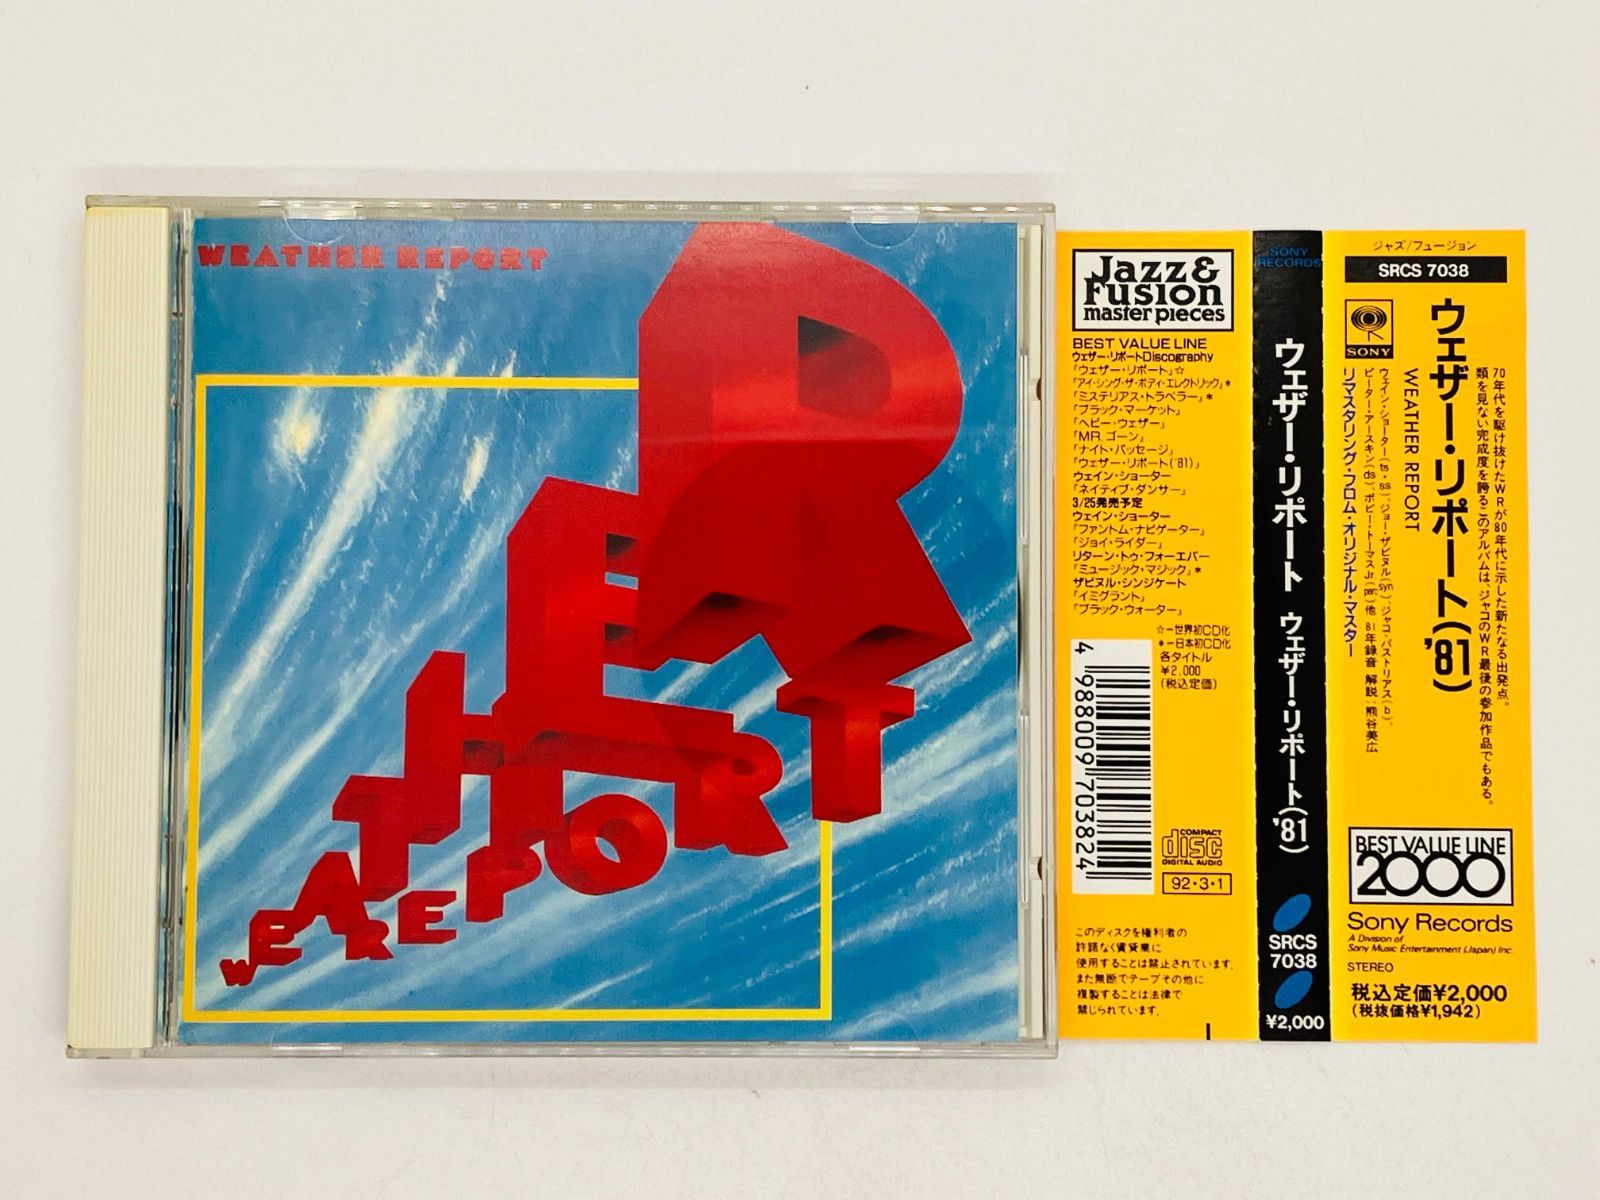 WEATHER REPORT
WEATHER
REPORT
Jazz&
Fusion
master pieces
BEST VALUE LINE
ウェザー・リポートDiscography
「ウェザー・リポート」☆
「アイ・シング・ザ・ボディ・エレクトリック」*
「ミステリアス・トラベラー」*
「ブラック・マーケット」
「ヘビー・ウェザー」
「MR.ゴーン」
「ナイト・パッセージ」
「ウェザー・リポート('81)」
ウェイン・ショーター
「ネイティブ・ダンサー」
3/25発売予定
ウェイン・ショーター
「ファントム・ナビゲーター」
「ジョイ・ライダー」
リターン・トゥ・フォーエバー
「ミュージック・マジック」*
ザビヌル・シンジケート
「イミグラント」
「ブラック・ウォーター」
☆−世界初CD化
*−日本初CD化
各タイトル
¥2,000
(税込定価)
4 988009 703824
COMPACT
disc
DIGITAL AUDIO
92・3・1
このディスクを権利者の
許諾なく賃貸業に
使用することは禁止されています。
また無断でテープその他に
複製することは法律で
禁じられています。
SONY
RECORDS
ウェザー・リポート ウェザー・リポート('81)
SRCS
7038
¥2,000
ジャズ/フュージョン
SRCS 7038
70年代を駆け抜けたWRが80年代に示した新たなる出発点。
類を見ない完成度を誇るこのアルバムは、ジャコのWR最後の参加作品でもある。
ウェザー・リポート('81)
WEATHER REPORT
SONY
ウェイン・ショーター(ts・ss)、ジョー・ザビヌル(syn)、ジャコ・パストリアス(b)、
ピーター・アースキン(ds)、ボビー・トーマスJr.(perc)他 81年録音 解説：熊谷美広
リマスタリング・フロム・オリジナル・マスター
BEST VALUE LINE
2000
Sony Records
A Division of
Sony Music Entertainment (Japan) Inc.
STEREO
税込定価¥2,000
(税抜価格¥1,942)